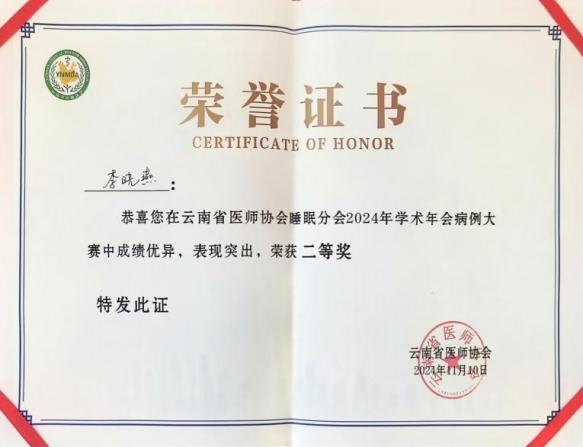 YNMDA
荣誉证书
CERTIFICATE OF HONOR
李晓燕：
恭喜您在云南省医师协会睡眠分会2024年学术年会病例大
赛中成绩优异，表现突出，荣获 二等奖
特发此证
云南省医师协会
2024年11月10日